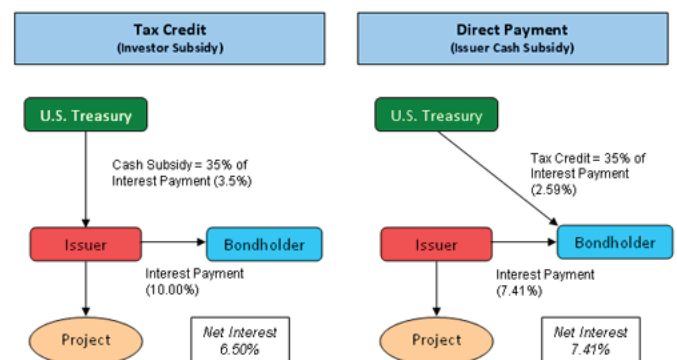 Tax Credit
(Investor Subsidy)
U.S. Treasury
Cash Subsidy = 35% of
Interest Payment (3.5%)
Issuer
Bondholder
Interest Payment
(10.00%)
Project
Net Interest
6.50%
Direct Payment
(Issuer Cash Subsidy)
U.S. Treasury
Tax Credit = 35% of
Interest Payment
(2.59%)
Issuer
Bondholder
Interest Payment
(7.41%)
Project
Net Interest
7.41%